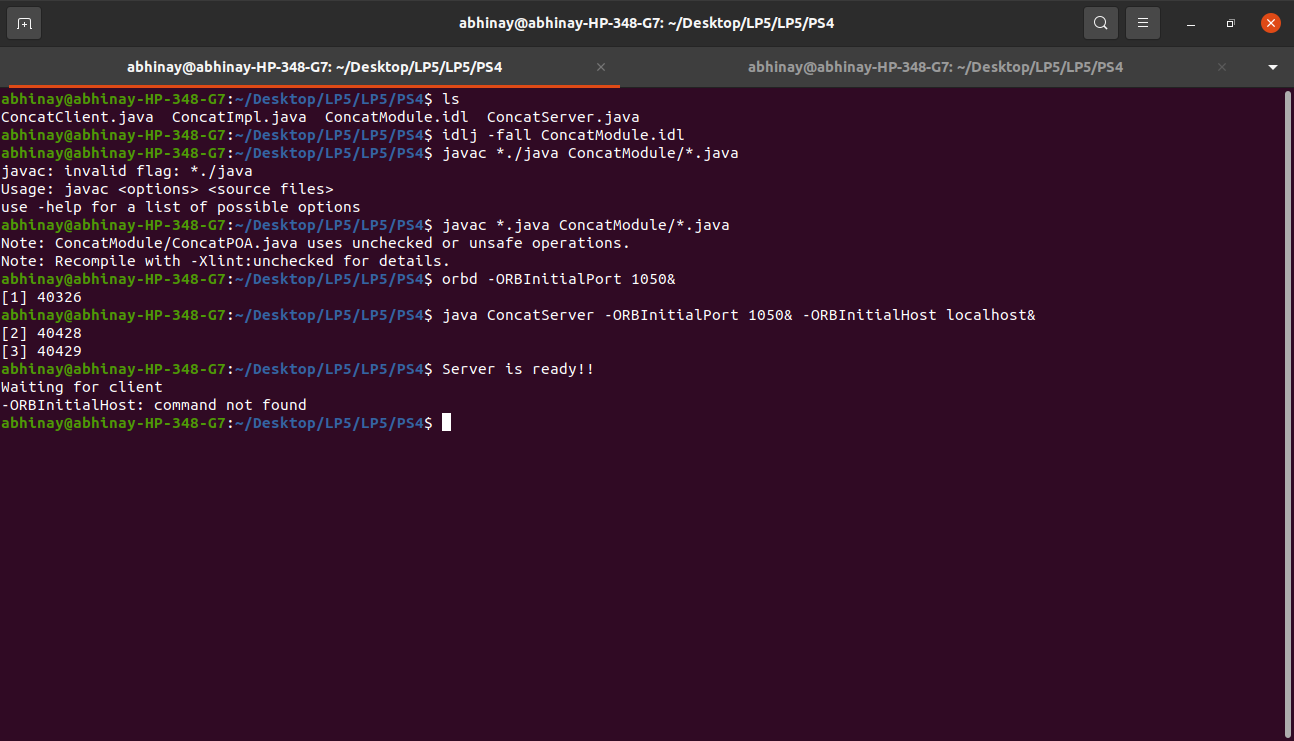 abhinay@abhinay-HP-348-G7: ~/Desktop/LP5/LP5/PS4
abhinay@abhinay-HP-348-G7: ~/Desktop/LP5/LP5/PS4
abhinay@abhinay-HP-348-G7: ~/Desktop/LP5/LP5/PS4
abhinay@abhinay-HP-348-G7:~/Desktop/LP5/LP5/PS4$ ls
ConcatClient.java  ConcatImpl.java  ConcatModule.idl  ConcatServer.java
abhinay@abhinay-HP-348-G7:~/Desktop/LP5/LP5/PS4$ idlj -fall ConcatModule.idl
abhinay@abhinay-HP-348-G7:~/Desktop/LP5/LP5/PS4$ javac *./java ConcatModule/*.java
javac: invalid flag: *./java
Usage: javac <options> <source files>
use -help for a list of possible options
abhinay@abhinay-HP-348-G7:~/Desktop/LP5/LP5/PS4$ javac *.java ConcatModule/*.java
Note: ConcatModule/ConcatPOA.java uses unchecked or unsafe operations.
Note: Recompile with -Xlint:unchecked for details.
abhinay@abhinay-HP-348-G7:~/Desktop/LP5/LP5/PS4$ orbd -ORBInitialPort 1050&
[1] 40326
abhinay@abhinay-HP-348-G7:~/Desktop/LP5/LP5/PS4$ java ConcatServer -ORBInitialPort 1050& -ORBInitialHost localhost&
[2] 40428
[3] 40429
abhinay@abhinay-HP-348-G7:~/Desktop/LP5/LP5/PS4$ Server is ready!!
Waiting for client
-ORBInitialHost: command not found
abhinay@abhinay-HP-348-G7:~/Desktop/LP5/LP5/PS4$